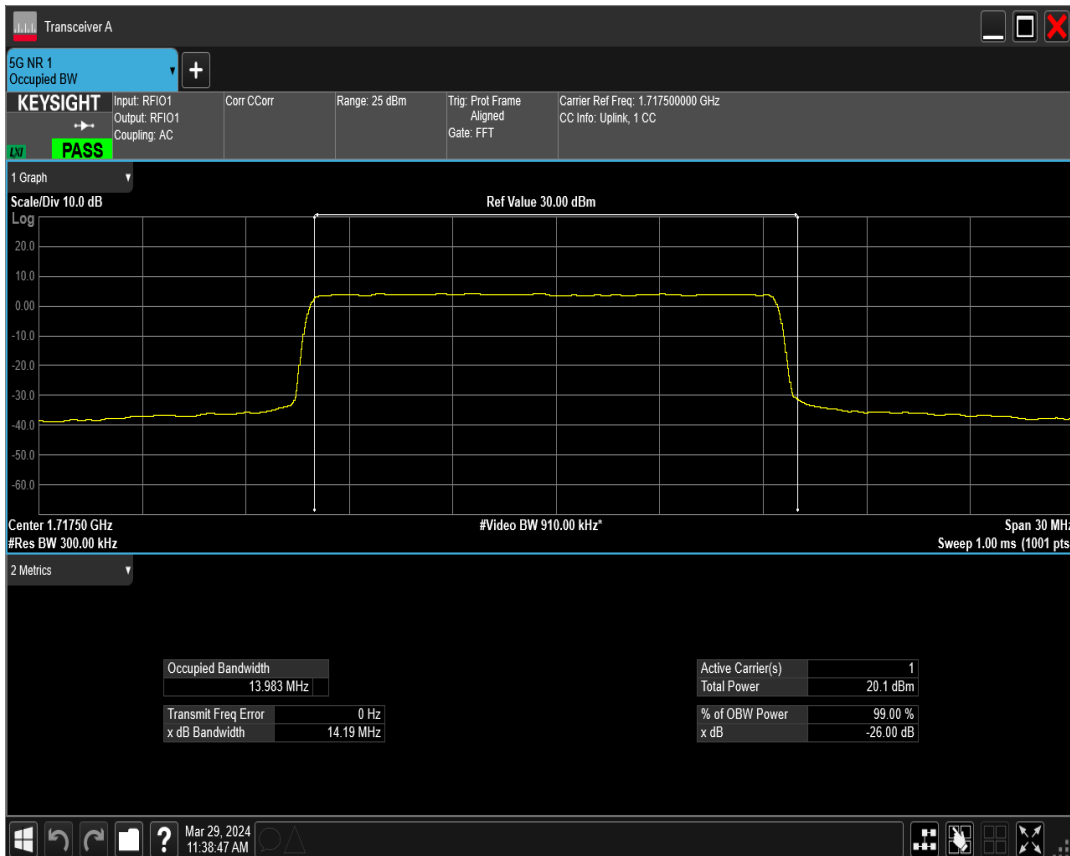 Transceiver A
5G NR 1
Occupied BW
+
KEYSIGHT
LXI
PASS
Input: RFIO1
Output: RFIO1
Coupling: AC
Corr CCorr
Range: 25 dBm
Trig: Prot Frame
Aligned
Gate: FFT
Carrier Ref Freq: 1.717500000 GHz
CC Info: Uplink, 1 CC
1 Graph
Scale/Div 10.0 dB
Ref Value 30.00 dBm
Log
20.0
10.0
0.00
-10.0
-20.0
-30.0
-40.0
-50.0
-60.0
Center 1.71750 GHz
#Video BW 910.00 kHz*
Span 30 MHz
#Res BW 300.00 kHz
Sweep 1.00 ms (1001 pts
2 Metrics
Occupied Bandwidth
13.983 MHz
Transmit Freq Error 0 Hz
x dB Bandwidth 14.19 MHz
Active Carrier(s) 1
Total Power 20.1 dBm
% of OBW Power 99.00 %
x dB -26.00 dB
?
Mar 29, 2024
11:38:47 AM